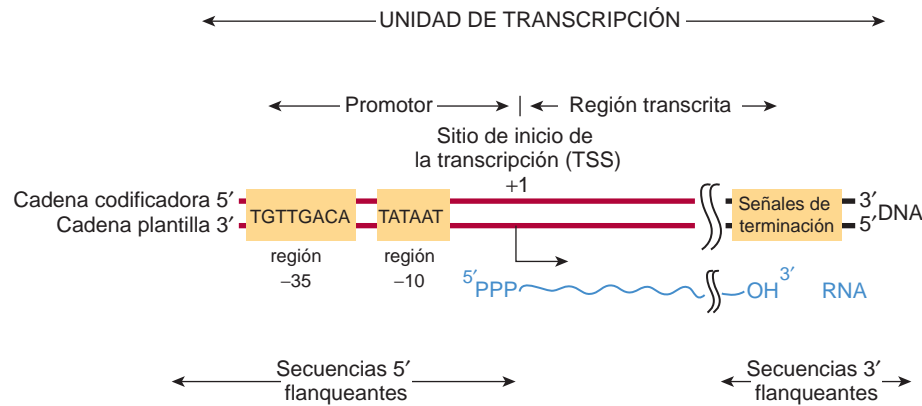 UNIDAD DE TRANSCRIPCIÓN
Promotor
Región transcrita
Sitio de inicio de
la transcripción (TSS)
+1
Cadena codificadora 5′
Cadena plantilla 3′
TGTTGACA
TATAAT
Señales de
terminación
3′
5′
DNA
región
−35
región
−10
5′PPP
OH3′
RNA
Secuencias 5′
flanqueantes
Secuencias 3′
flanqueantes